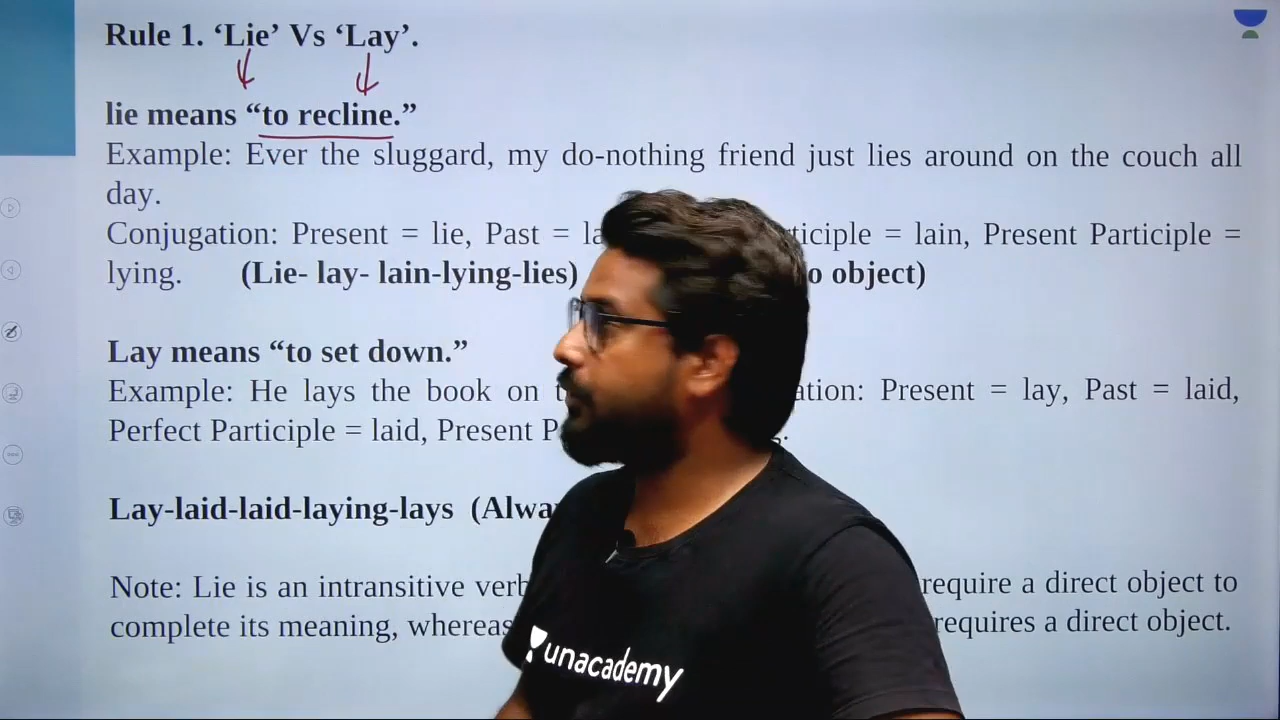 Rule 1. ‘Lie’ Vs ‘Lay’.
lie means “to recline.”
Example: Ever the sluggard, my do-nothing friend just lies around on the couch all
day.
Conjugation: Present = lie, Past = = lain, Present Participle =
lying. (Lie- lay- lain-lying-lies) object)
Lay means “to set down.”
Example: He lays the book on Present = lay, Past = laid,
Perfect Participle = laid, Present
Lay-laid-laid-laying-lays
Note: Lie is an intransitive verb require a direct object to
complete its meaning, whereas requires a direct object.
unacademy